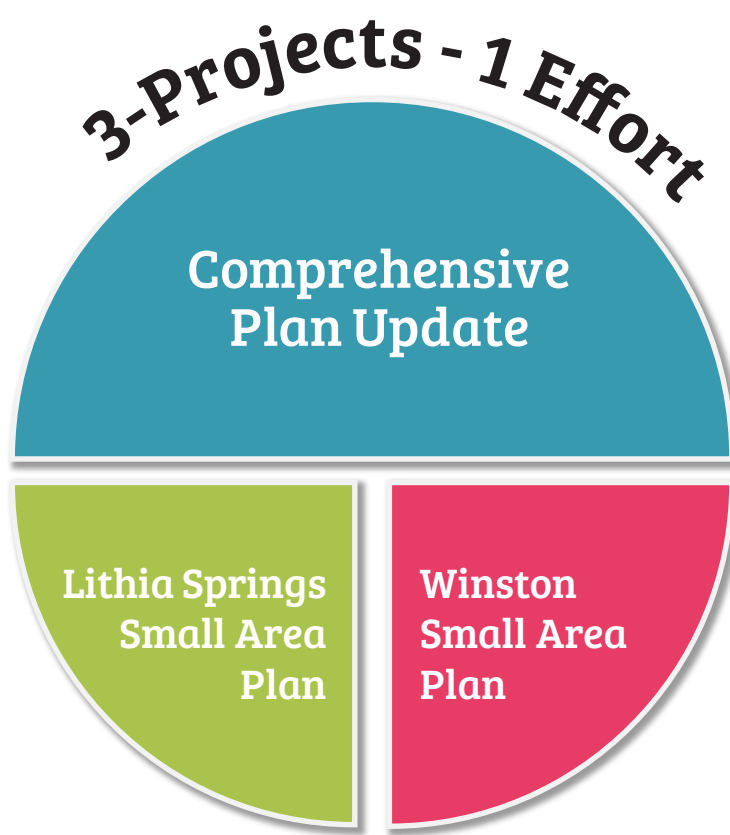 3-Projects - 1 Effort
Comprehensive
Plan Update
Lithia Springs
Small Area
Plan
Winston
Small Area
Plan